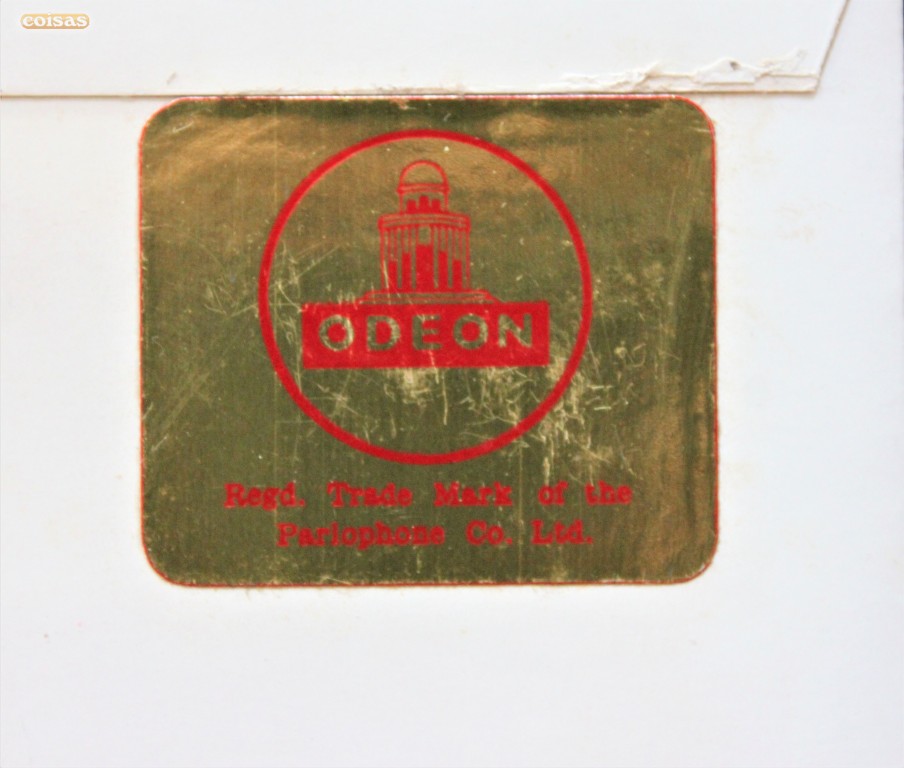 coisas
ODEON
Regd. Trade Mark of the
Parlophone Co. Ltd.